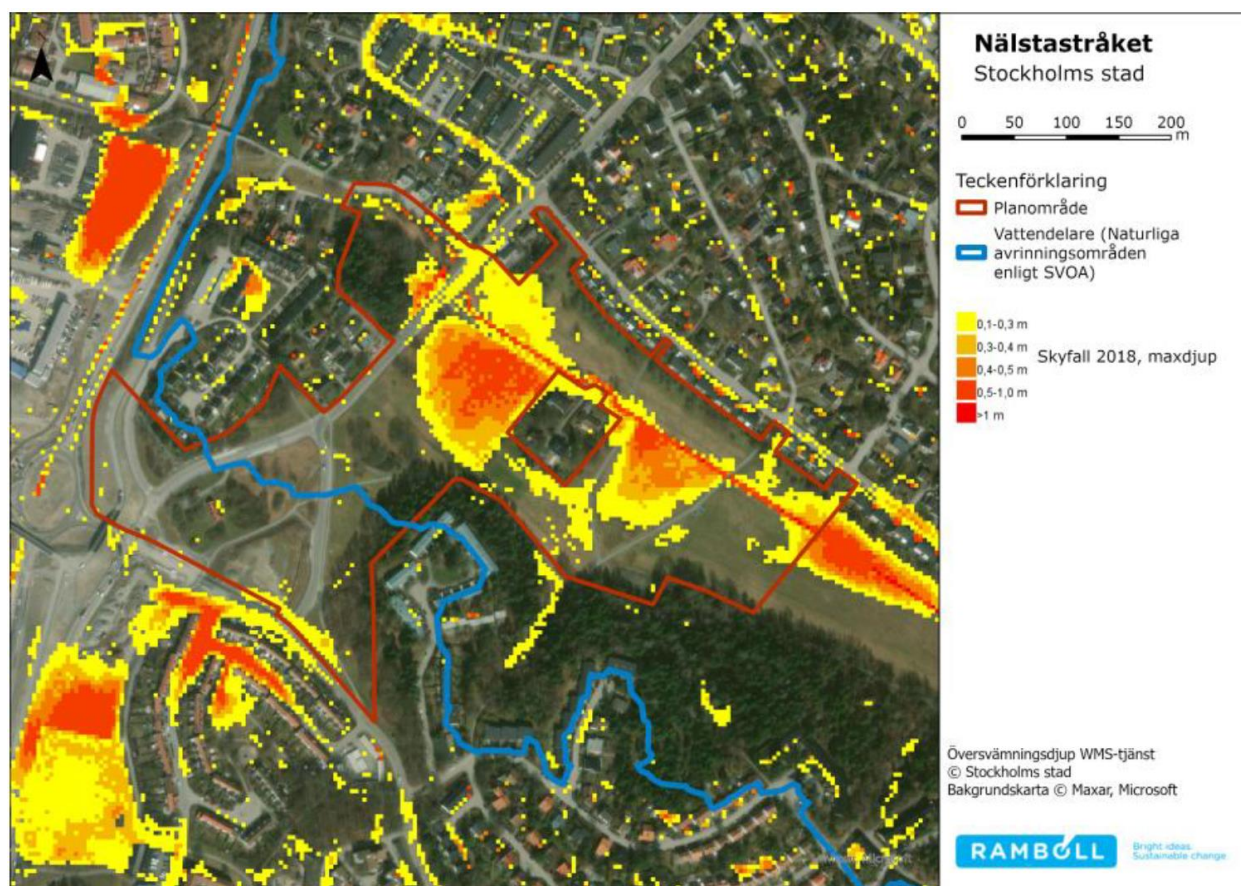 Nälstastråket
Stockholms stad
0 50 100 150 200
m
Teckenförklaring
Planområde
Vattendelare (Naturliga
avrinningsområden
enligt SVOA)
0,1-0,3 m
0,3-0,4 m
Skyfall 2018, maxdjup
0,4-0,5 m
0,5-1,0 m
>1 m
Översvämningsdjup WMS-tjänst
© Stockholms stad
Bakgrundskarta © Maxar, Microsoft
RAMBOLL
Bright ideas.
Sustainable change.